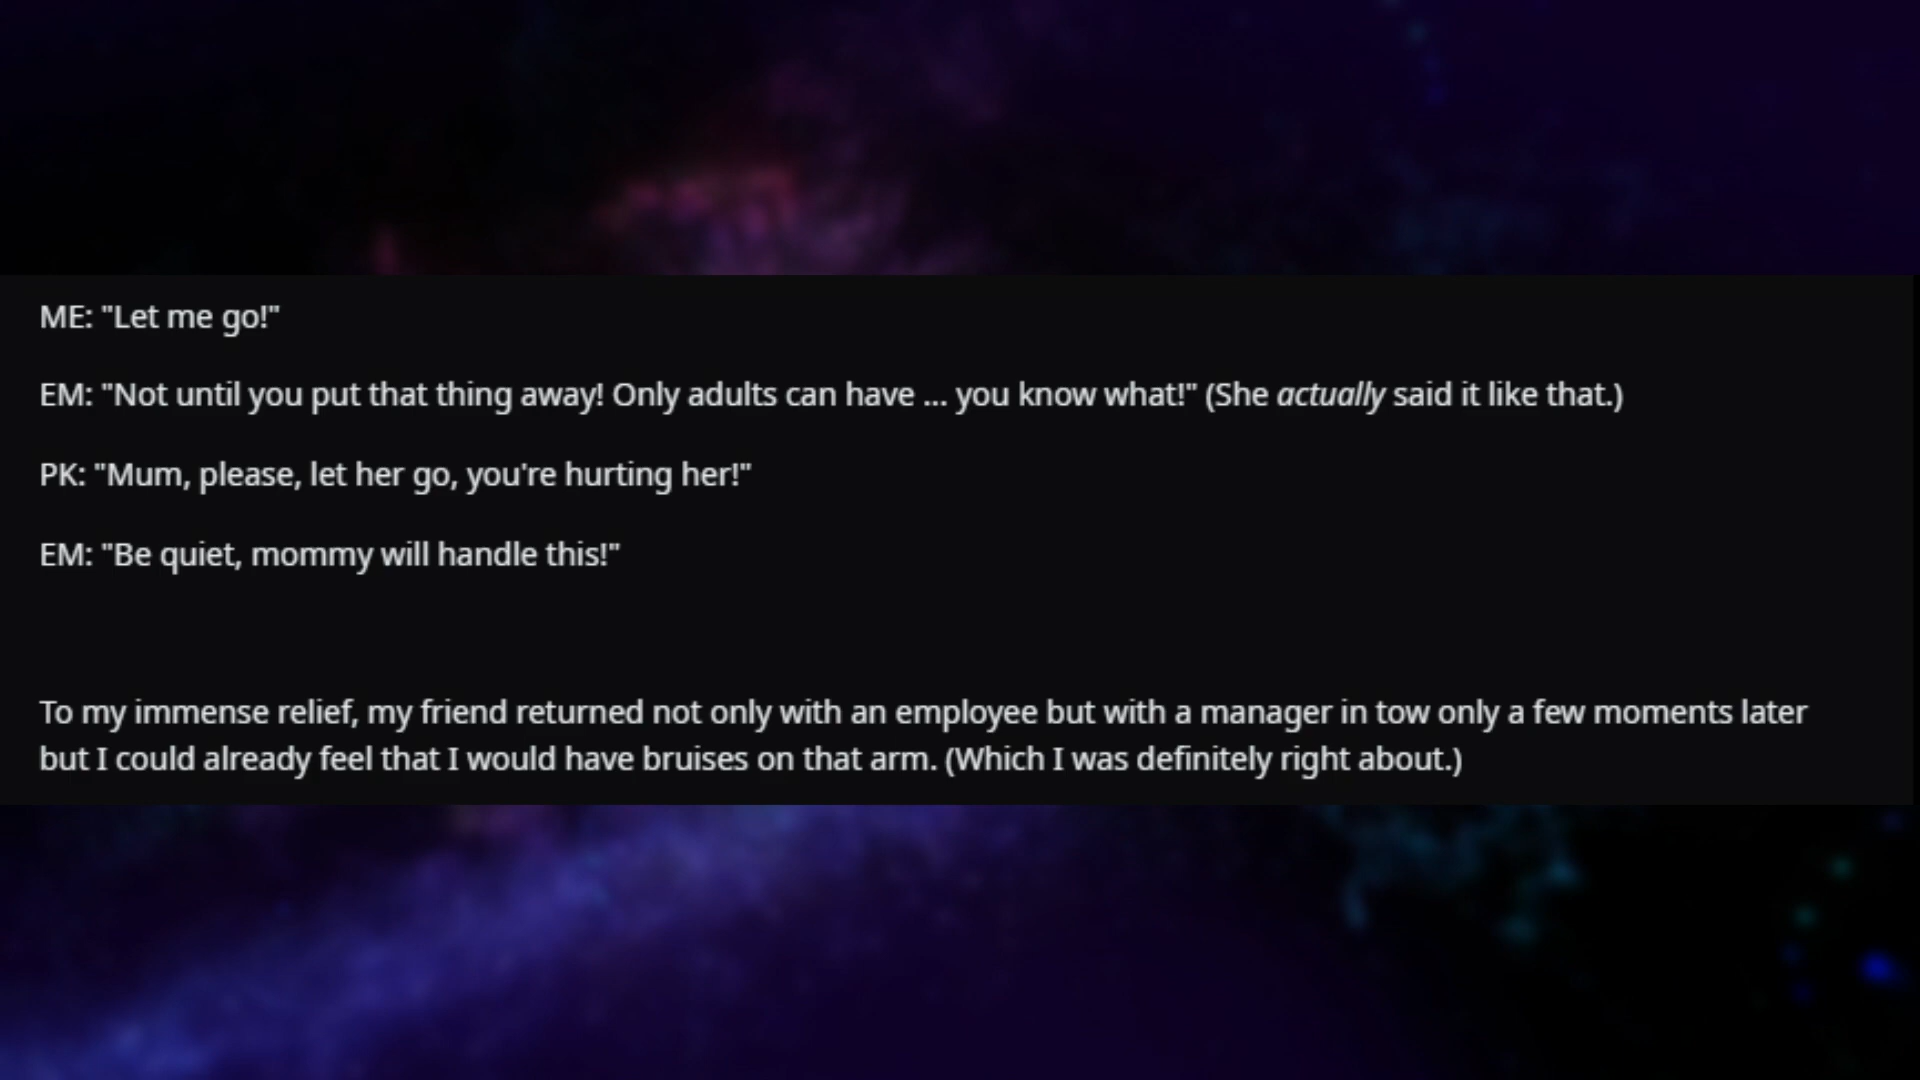 ME: "Let me go!"
EM: "Not until you put that thing away! Only adults can have ... you know what!" (She actually said it like that.)
PK: "Mum, please, let her go, you're hurting her!"
EM: "Be quiet, mommy will handle this!"
To my immense relief, my friend returned not only with an employee but with a manager in tow only a few moments later
but I could already feel that I would have bruises on that arm. (Which I was definitely right about.)